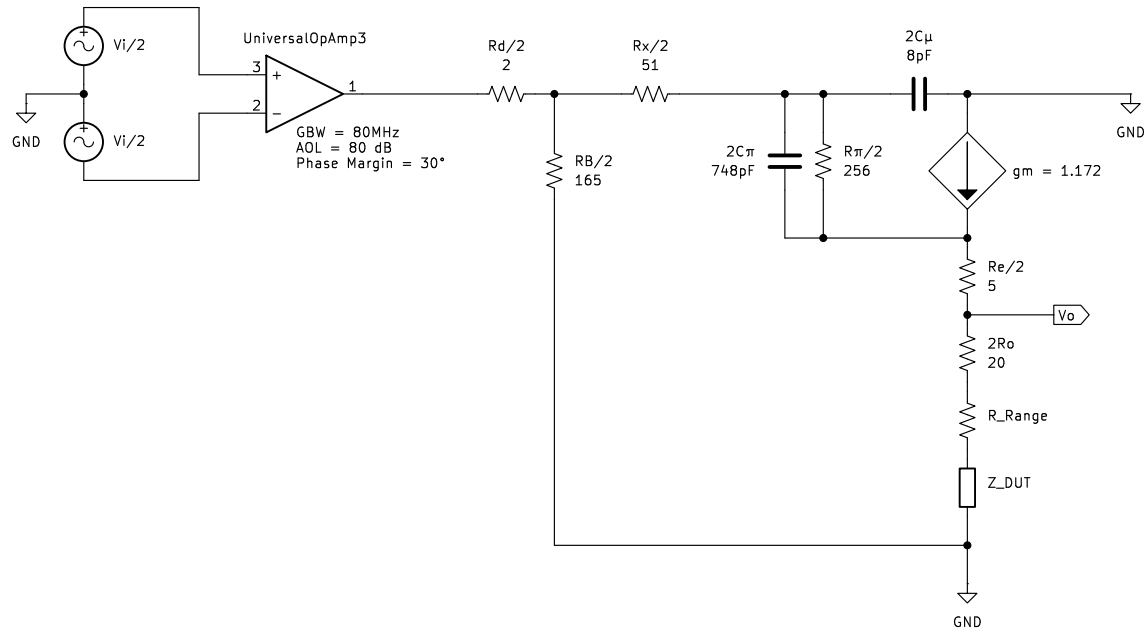 Vi/2
GND
Vi/2
UniversalOpAmp3
3
+
2
−
1
GBW = 80MHz
AOL = 80 dB
Phase Margin = 30°
Rd/2
2
RB/2
165
Rx/2
51
2Cπ
748pF
Rπ/2
256
2Cμ
8pF
GND
gm = 1.172
Re/2
5
Vo
2Ro
20
R_Range
Z_DUT
GND